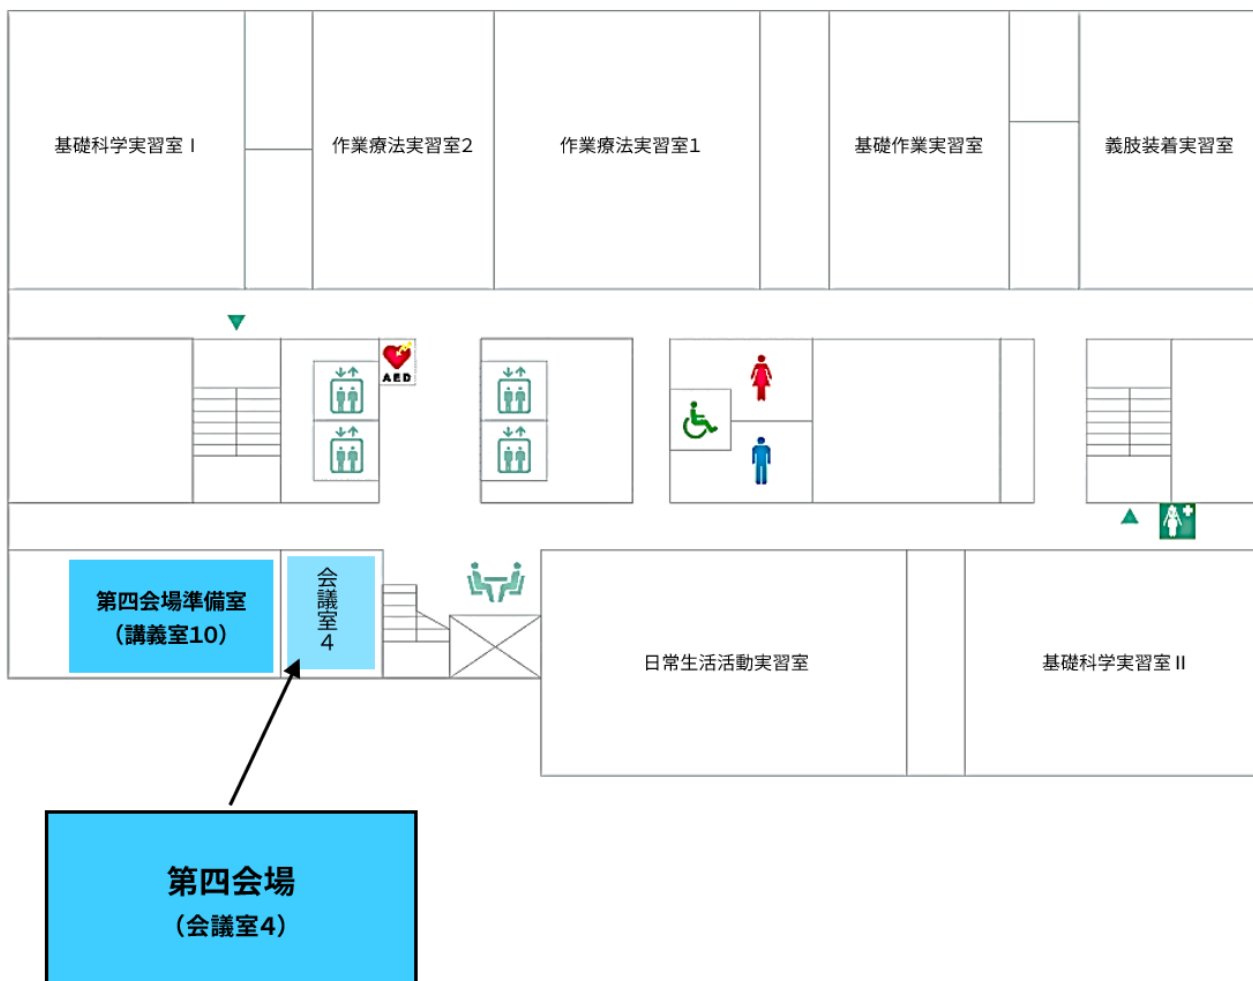 基礎科学実習室Ⅰ
作業療法実習室2
作業療法実習室1
基礎作業実習室
義肢装着実習室
AED
第四会場準備室
（講義室10）
会議室4
日常生活活動実習室
基礎科学実習室Ⅱ
第四会場
（会議室4）